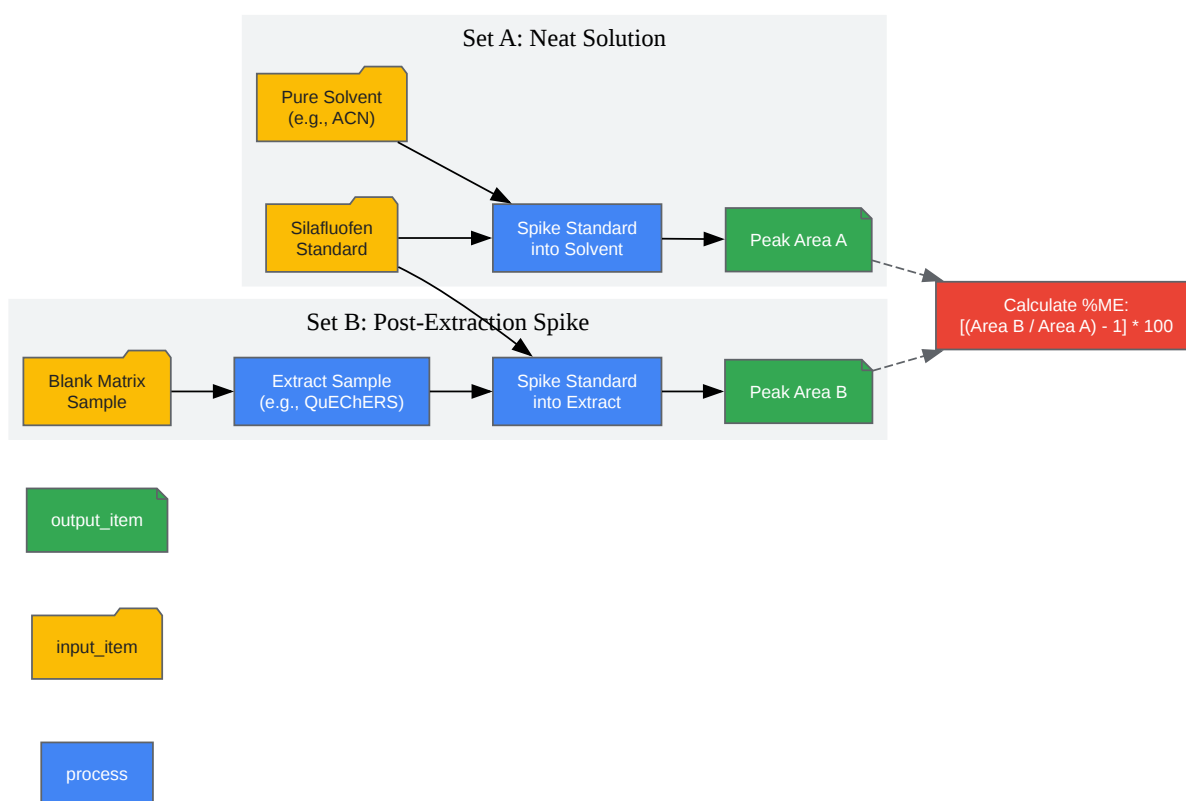 Set A: Neat Solution
Pure Solvent
(e.g., ACN)
Silafluofen
Standard
Spike Standard
into Solvent
Peak Area A
Calculate %ME:
[(Area B / Area A) - 1] * 100
Set B: Post-Extraction Spike
Blank Matrix
Sample
Extract Sample
(e.g., QuEChERS)
Spike Standard
into Extract
Peak Area B
output_item
input_item
process